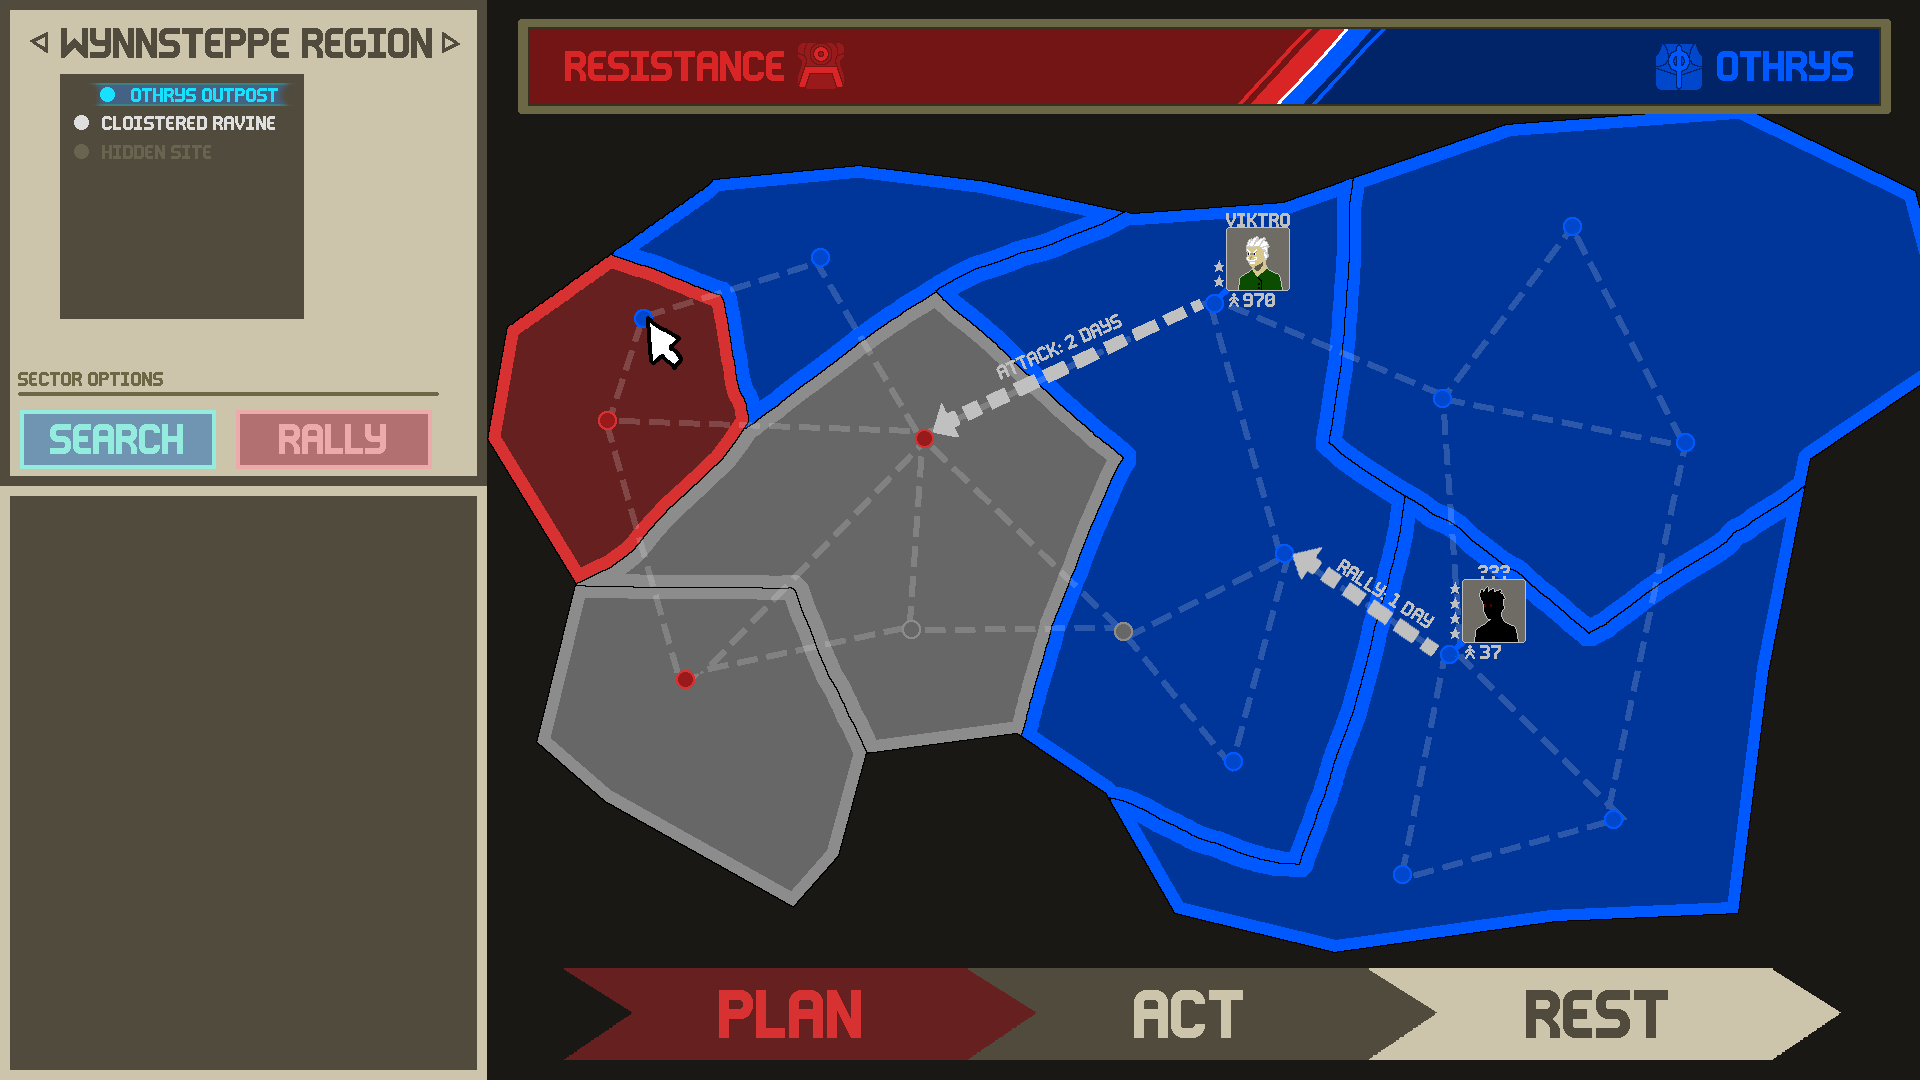 WYNNSTEPPE REGION
OTHRYS OUTPOST
CLOISTERED RAVINE
HIDDEN SITE
SECTOR OPTIONS
SEARCH
RALLY
RESISTANCE
OTHRYS
VIKTRO
970
ATTACK: 2 DAYS
RALLY: 1 DAY
???
37
PLAN
ACT
REST